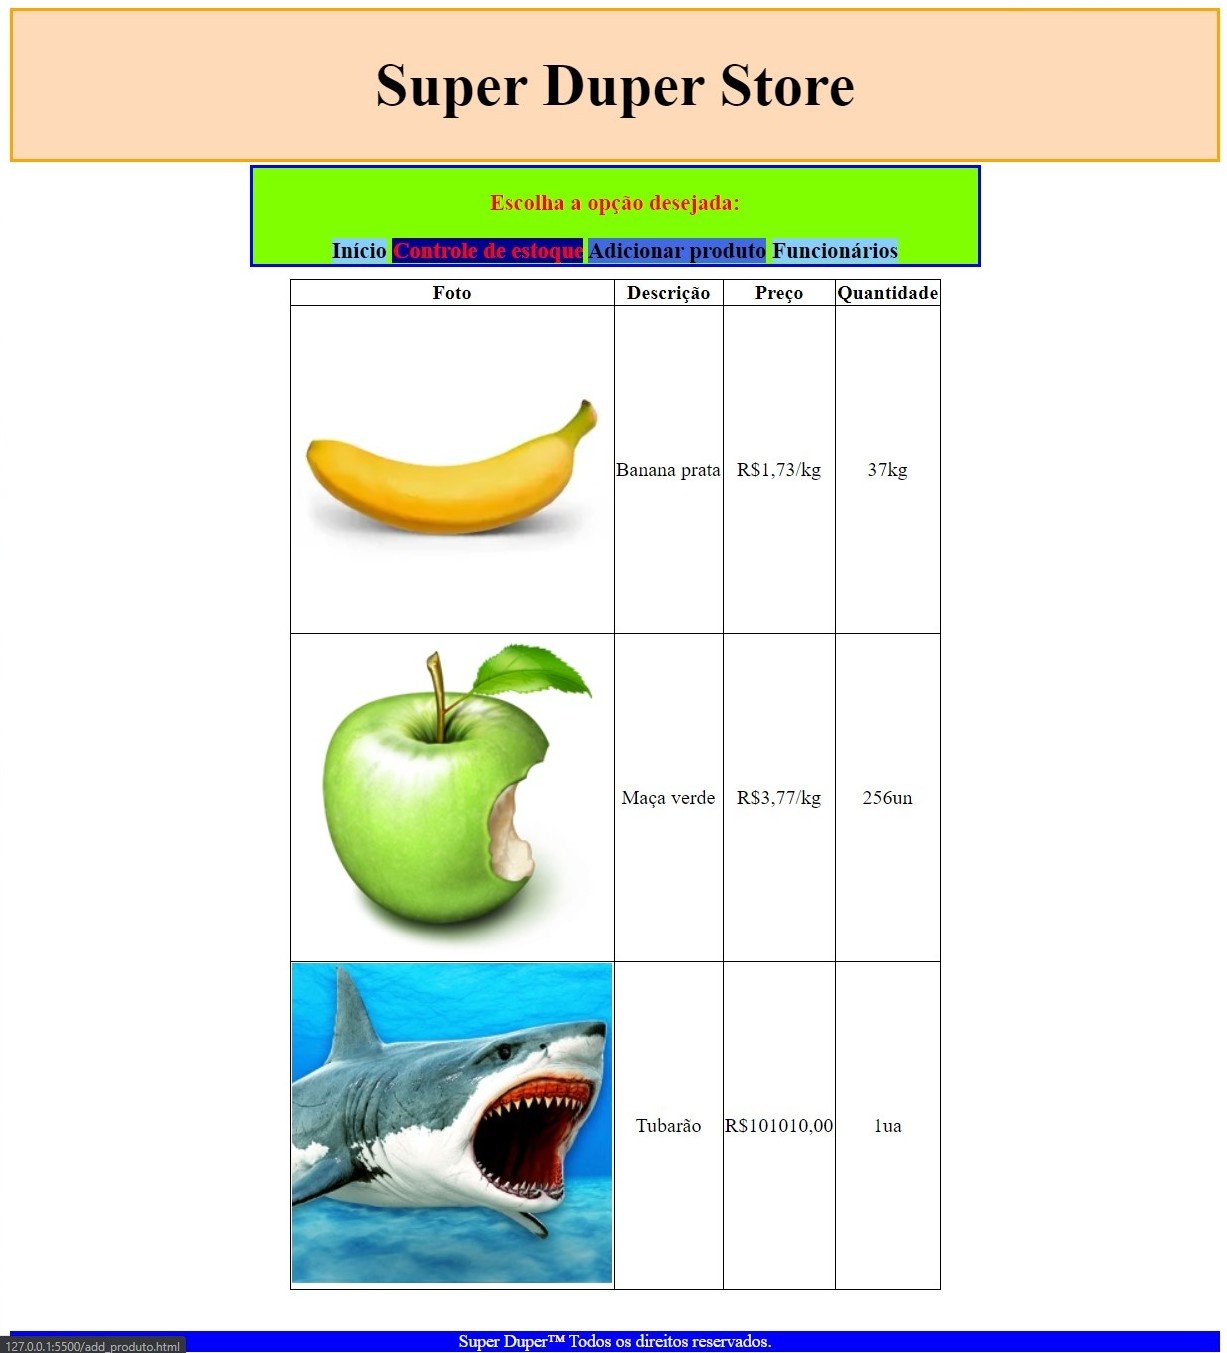 Super Duper Store
Escolha a opção desejada:
Início Controle de estoque Adicionar produto Funcionários
Foto Descrição Preço Quantidade
Banana prata R$1,73/kg 37kg
Maça verde R$3,77/kg 256un
Tubarão R$101010,00 1ua
Super Duper™ Todos os direitos reservados.
127.0.0.1:5500/add_produto.html